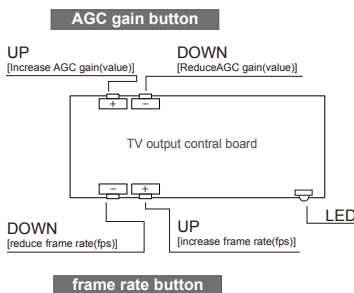 AGC gain button
UP
[Increase AGC gain(value)]
DOWN
[ReduceAGC gain(value)]
+ −
TV output contral board
− +
LED
DOWN
[reduce frame rate(fps)]
UP
[increase frame rate(fps)]
frame rate button